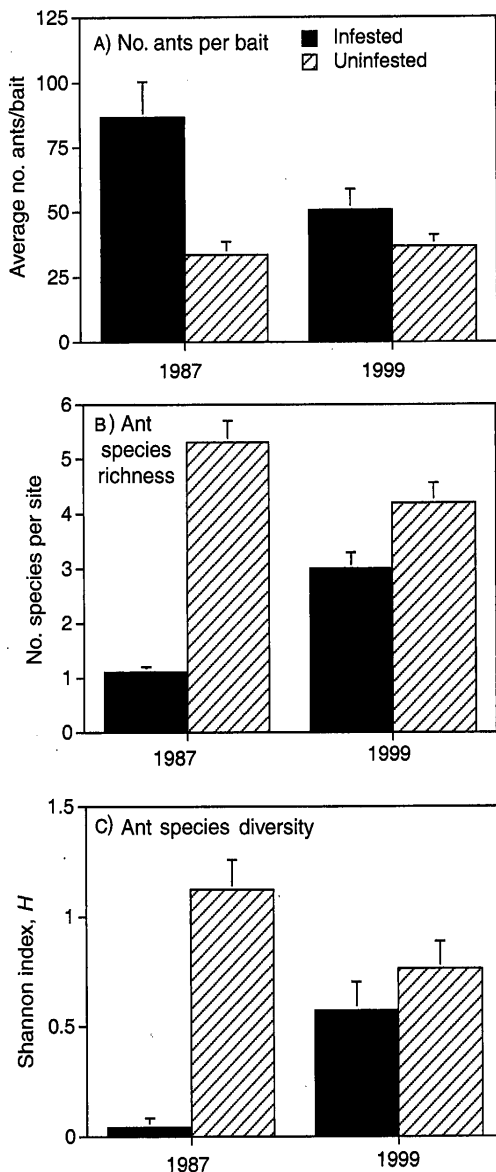 A) No. ants per bait
Infested
Uninfested
Average no. ants/bait
125
100
75
50
25
0
1987
1999
B) Ant
species
richness
No. species per site
6
5
4
3
2
1
0
1987
1999
C) Ant species diversity
Shannon index, H
1.5
1
0.5
0
1987
1999